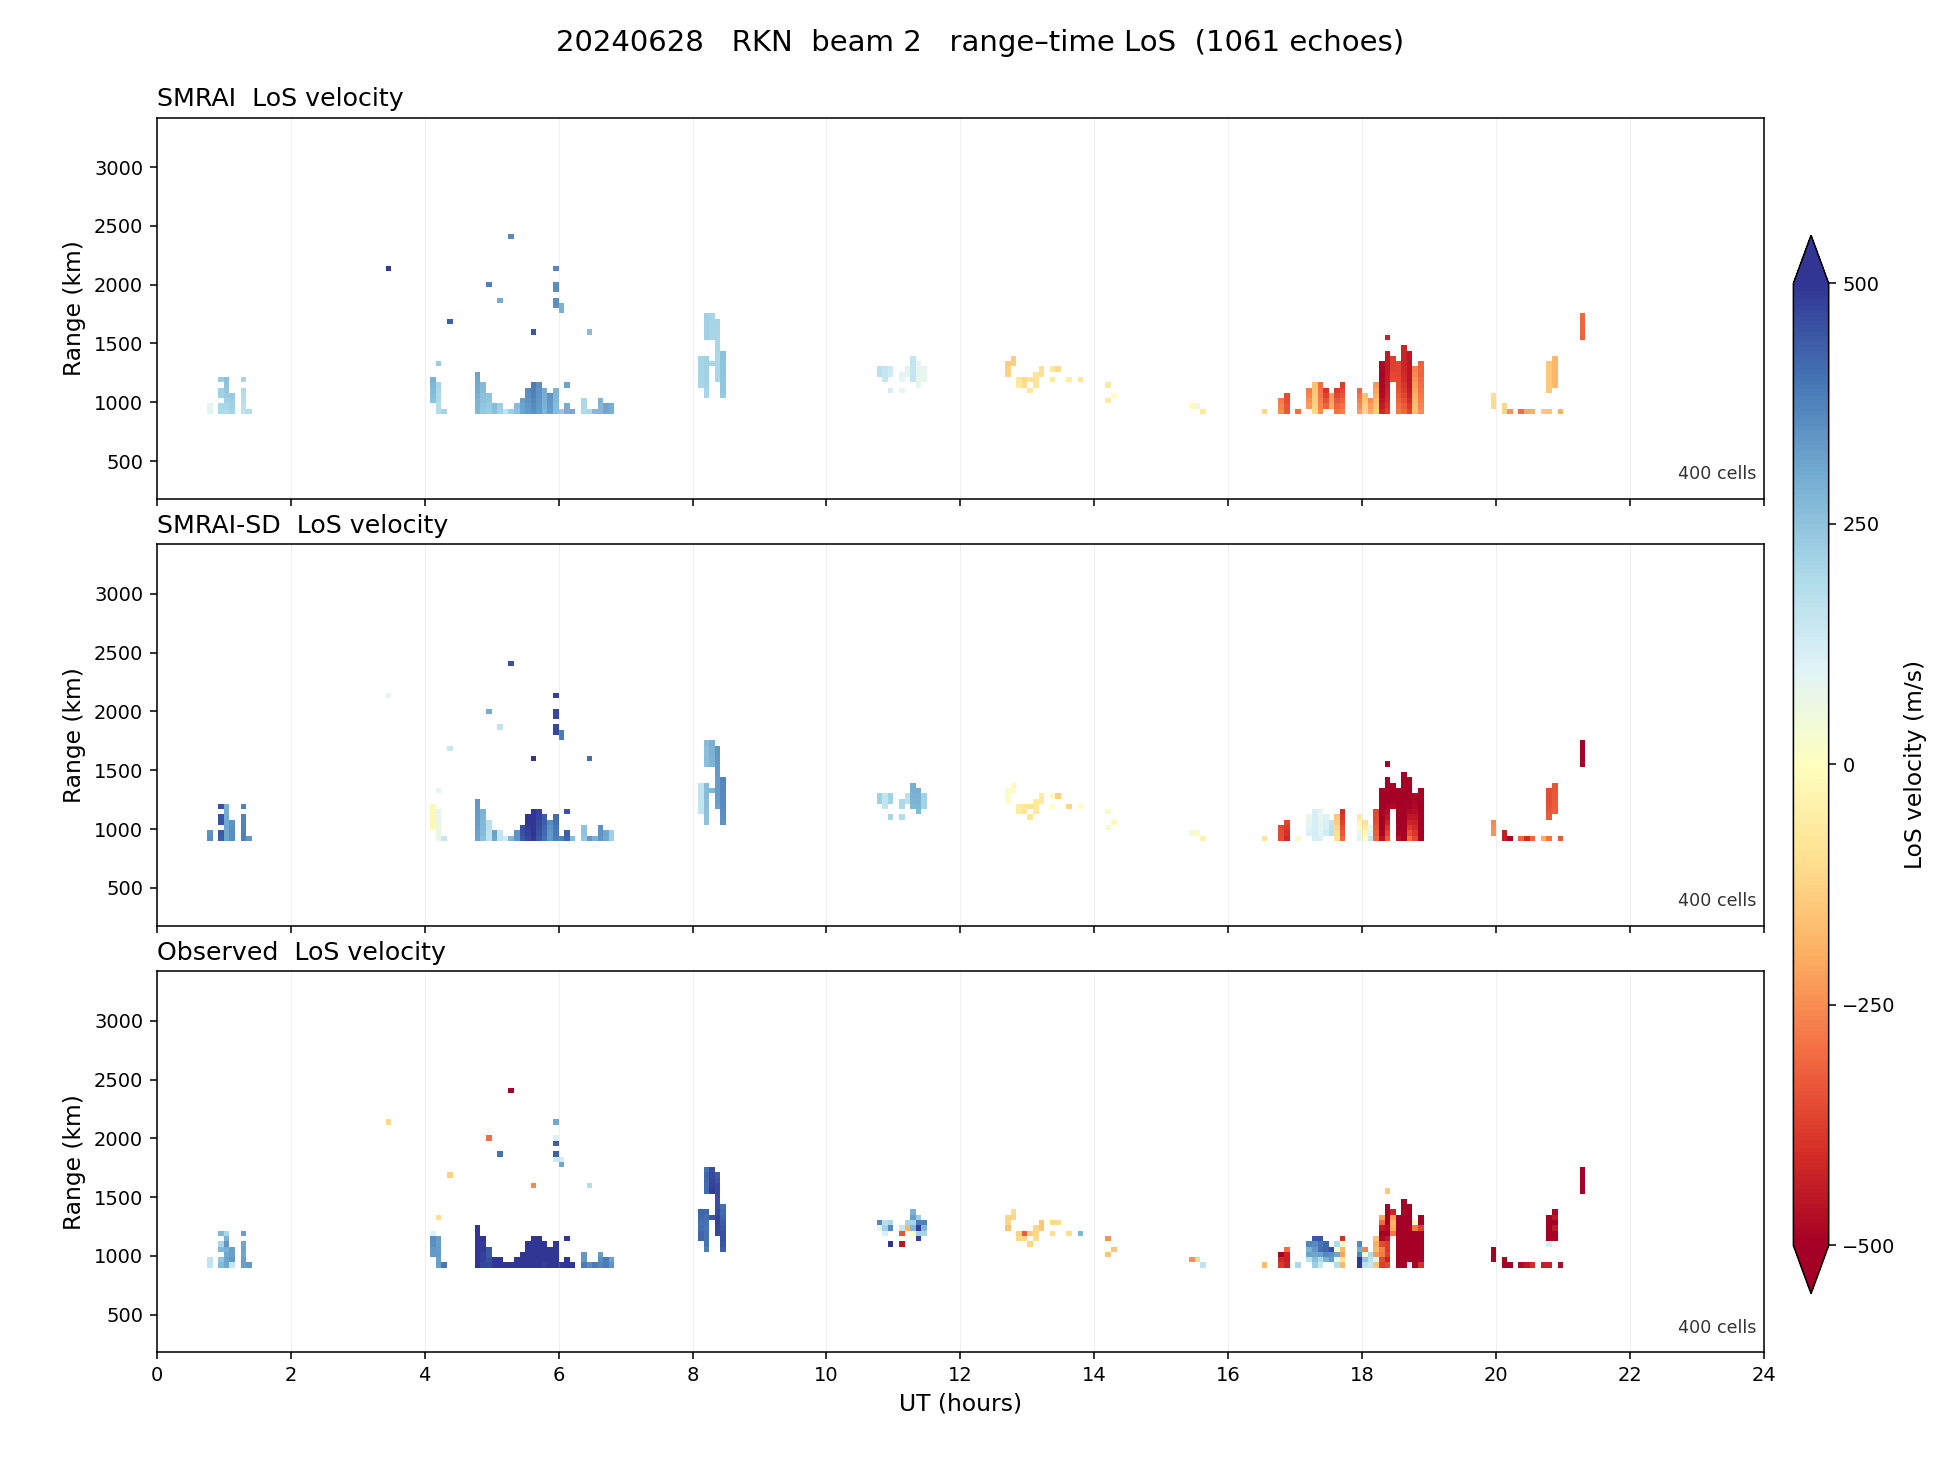 20240628   RKN  beam 2   range–time LoS  (1061 echoes)
SMRAI  LoS velocity
3000
2500
2000
1500
1000
500
Range (km)
400 cells
SMRAI-SD  LoS velocity
3000
2500
2000
1500
1000
500
Range (km)
400 cells
Observed  LoS velocity
3000
2500
2000
1500
1000
500
Range (km)
400 cells
0 2 4 6 8 10 12 14 16 18 20 22 24
UT (hours)
500
250
0
−250
−500
LoS velocity (m/s)